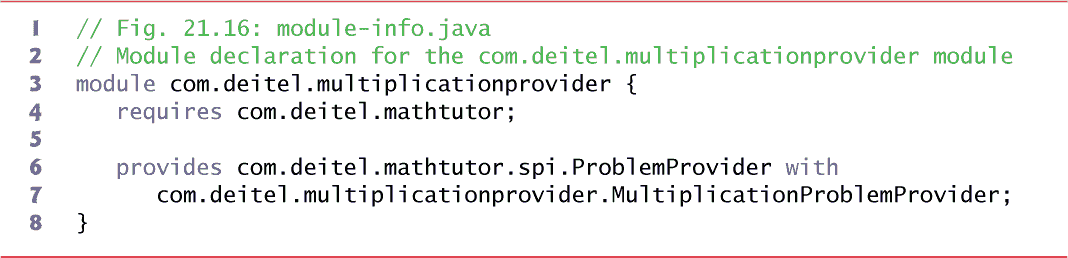 1 // Fig. 21.16: module-info.java
2 // Module declaration for the com.deitel.multiplicationprovider module
3 module com.deitel.multiplicationprovider {
4    requires com.deitel.mathtutor;
5
6    provides com.deitel.mathtutor.spi.ProblemProvider with
7       com.deitel.multiplicationprovider.MultiplicationProblemProvider;
8 }